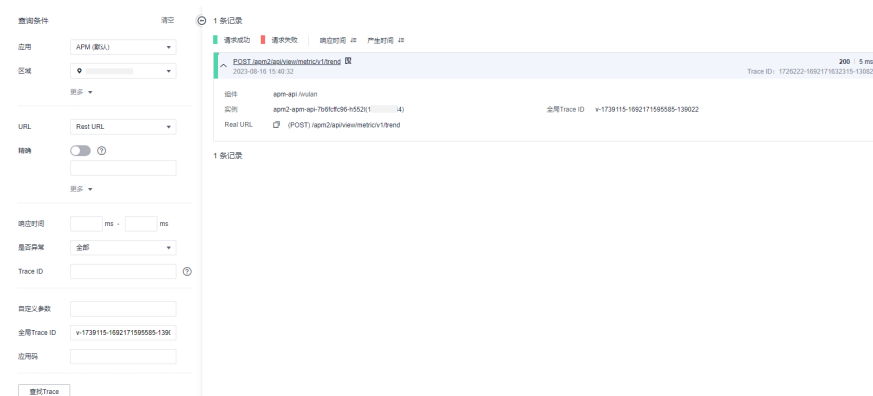 查询条件 清空
应用 APM (默认)
区域
更多
URL Rest URL
精确
更多
响应时间 ms - ms
是否异常 全部
Trace ID
自定义参数
全局Trace ID v-1739115-1692171595585-139(
应用码
查找Trace
1 条记录
请求成功 请求失败 响应时间 产生时间
POST /apm2/api/view/metric/v1/trend 200 5 ms
2023-08-16 15:40:32 Trace ID: 1726222-1692171632315-13082
组件 apm-api /wulan
实例 apm2-apm-api-7b6fcffc96-h552l(1 4) 全局Trace ID v-1739115-1692171595585-139022
Real URL (POST) /apm2/api/view/metric/v1/trend
1 条记录